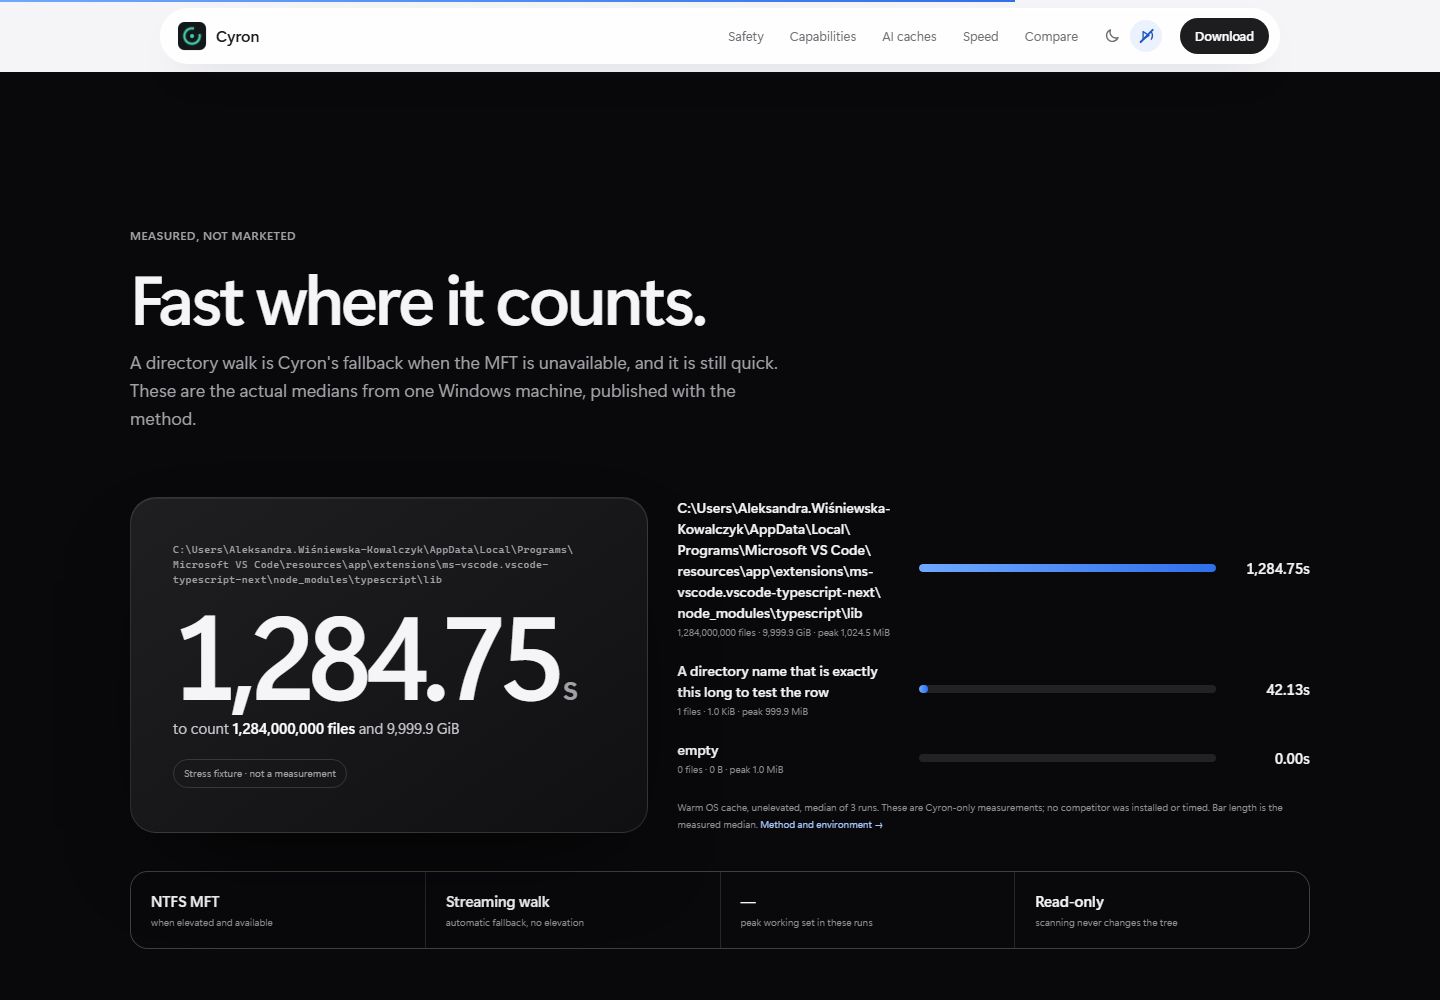 Cyron
Safety
Capabilities
AI caches
Speed
Compare
Download
MEASURED, NOT MARKETED
Fast where it counts.
A directory walk is Cyron's fallback when the MFT is unavailable, and it is still quick.
These are the actual medians from one Windows machine, published with the
method.
C:\Users\Aleksandra.Wiśniewska-Kowalczyk\AppData\Local\Programs\
Microsoft VS Code\resources\app\extensions\ms-vscode.vscode-
typescript-next\node_modules\typescript\lib
1,284.75s
to count 1,284,000,000 files and 9,999.9 GiB
Stress fixture · not a measurement
C:\Users\Aleksandra.Wiśniewska-
Kowalczyk\AppData\Local\
Programs\Microsoft VS Code\
resources\app\extensions\ms-
vscode.vscode-typescript-next\
node_modules\typescript\lib
1,284,000,000 files · 9,999.9 GiB · peak 1,024.5 MiB
1,284.75s
A directory name that is exactly
this long to test the row
1 files · 1.0 KiB · peak 999.9 MiB
42.13s
empty
0 files · 0 B · peak 1.0 MiB
0.00s
Warm OS cache, unelevated, median of 3 runs. These are Cyron-only measurements; no competitor was installed or timed. Bar length is the
measured median. Method and environment →
NTFS MFT
when elevated and available
Streaming walk
automatic fallback, no elevation
—
peak working set in these runs
Read-only
scanning never changes the tree